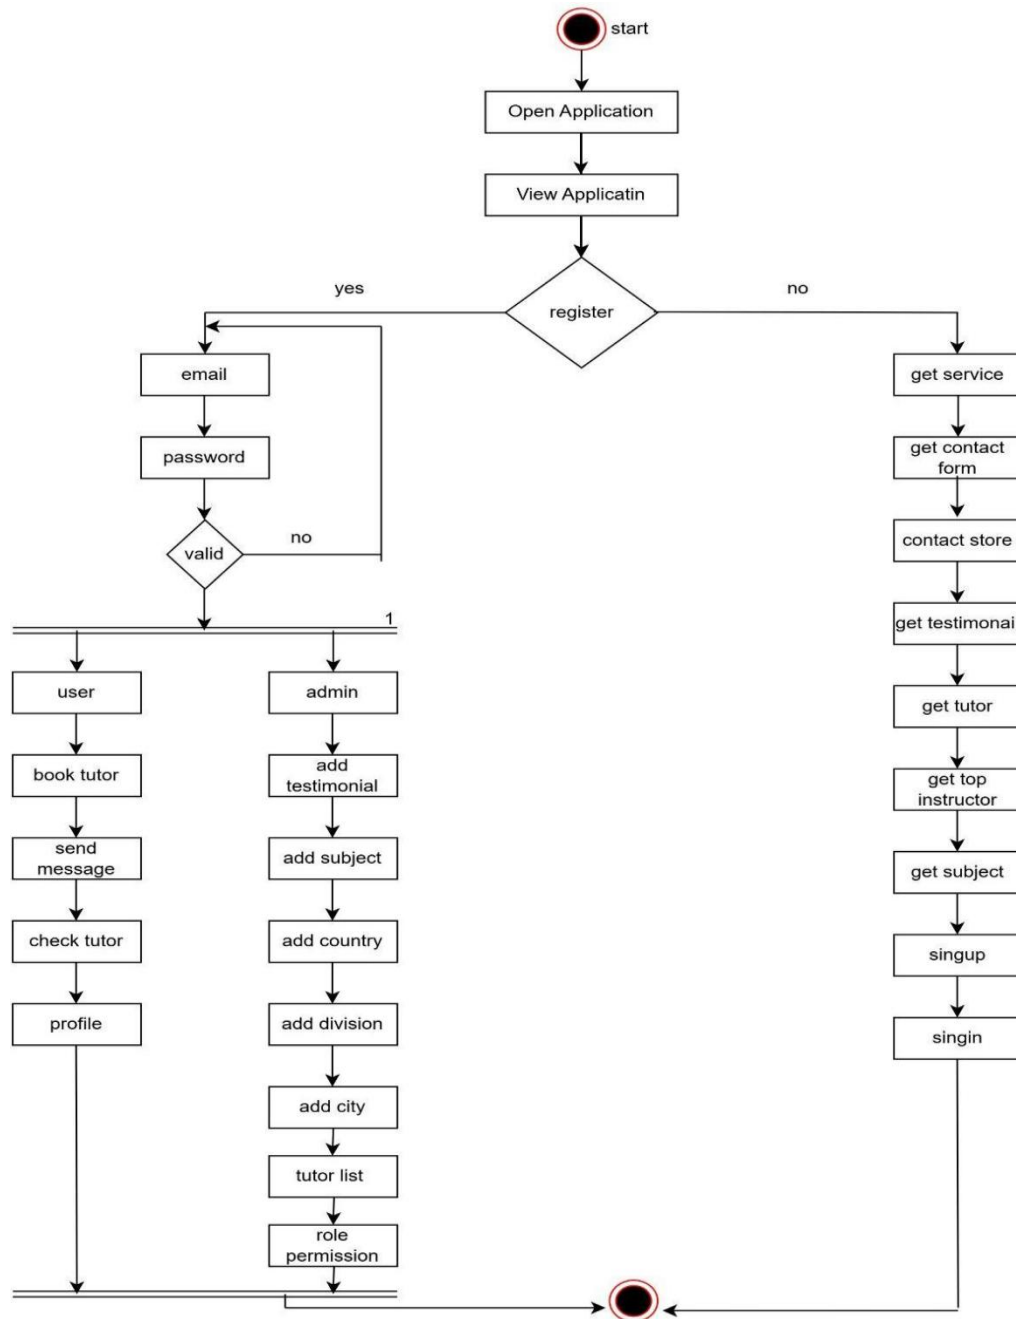 start
Open Application
View Applicatin
register
yes
no
email
password
valid
no
1
user
book tutor
send
message
check tutor
profile
admin
add
testimonial
add subject
add country
add division
add city
tutor list
role
permission
get service
get contact
form
contact store
get testimonai
get tutor
get top
instructor
get subject
singup
singin